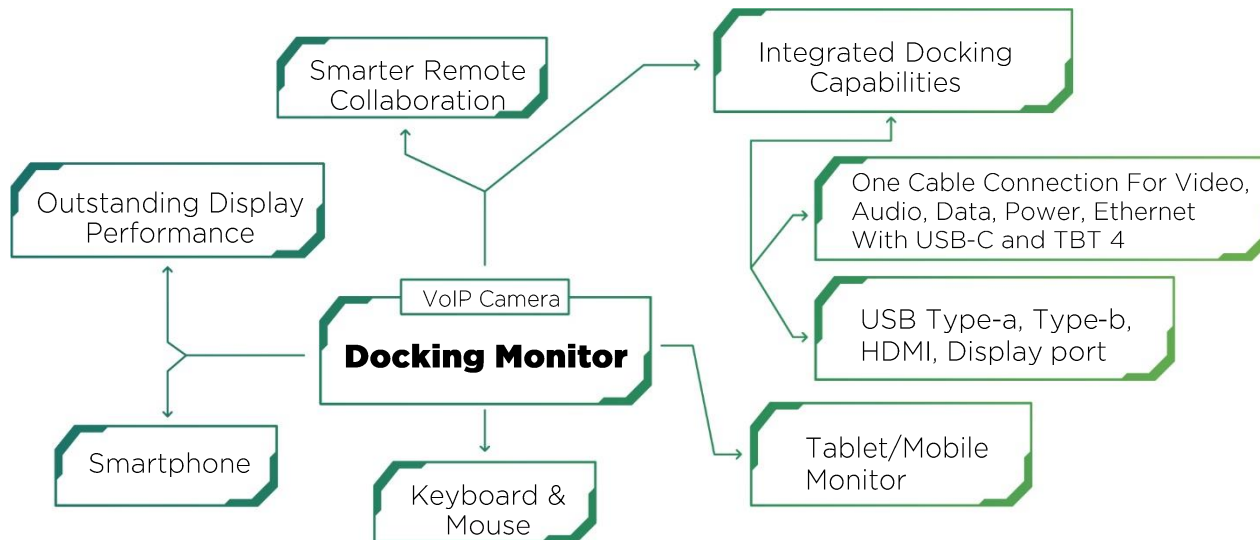 Smarter Remote
Collaboration
Integrated Docking
Capabilities
Outstanding Display
Performance
One Cable Connection For Video,
Audio, Data, Power, Ethernet
With USB-C and TBT 4
VoIP Camera
Docking Monitor
USB Type-a, Type-b,
HDMI, Display port
Smartphone
Keyboard &
Mouse
Tablet/Mobile
Monitor